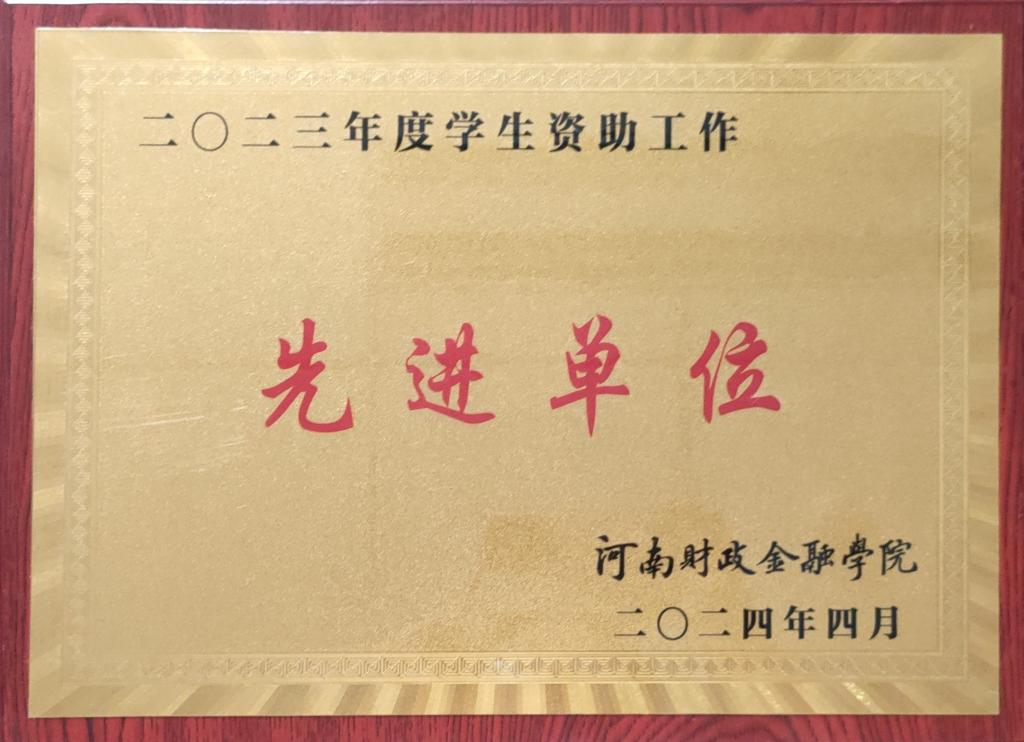 二〇二三年度学生资助工作
先进单位
河南财政金融學院
二〇二四年四月